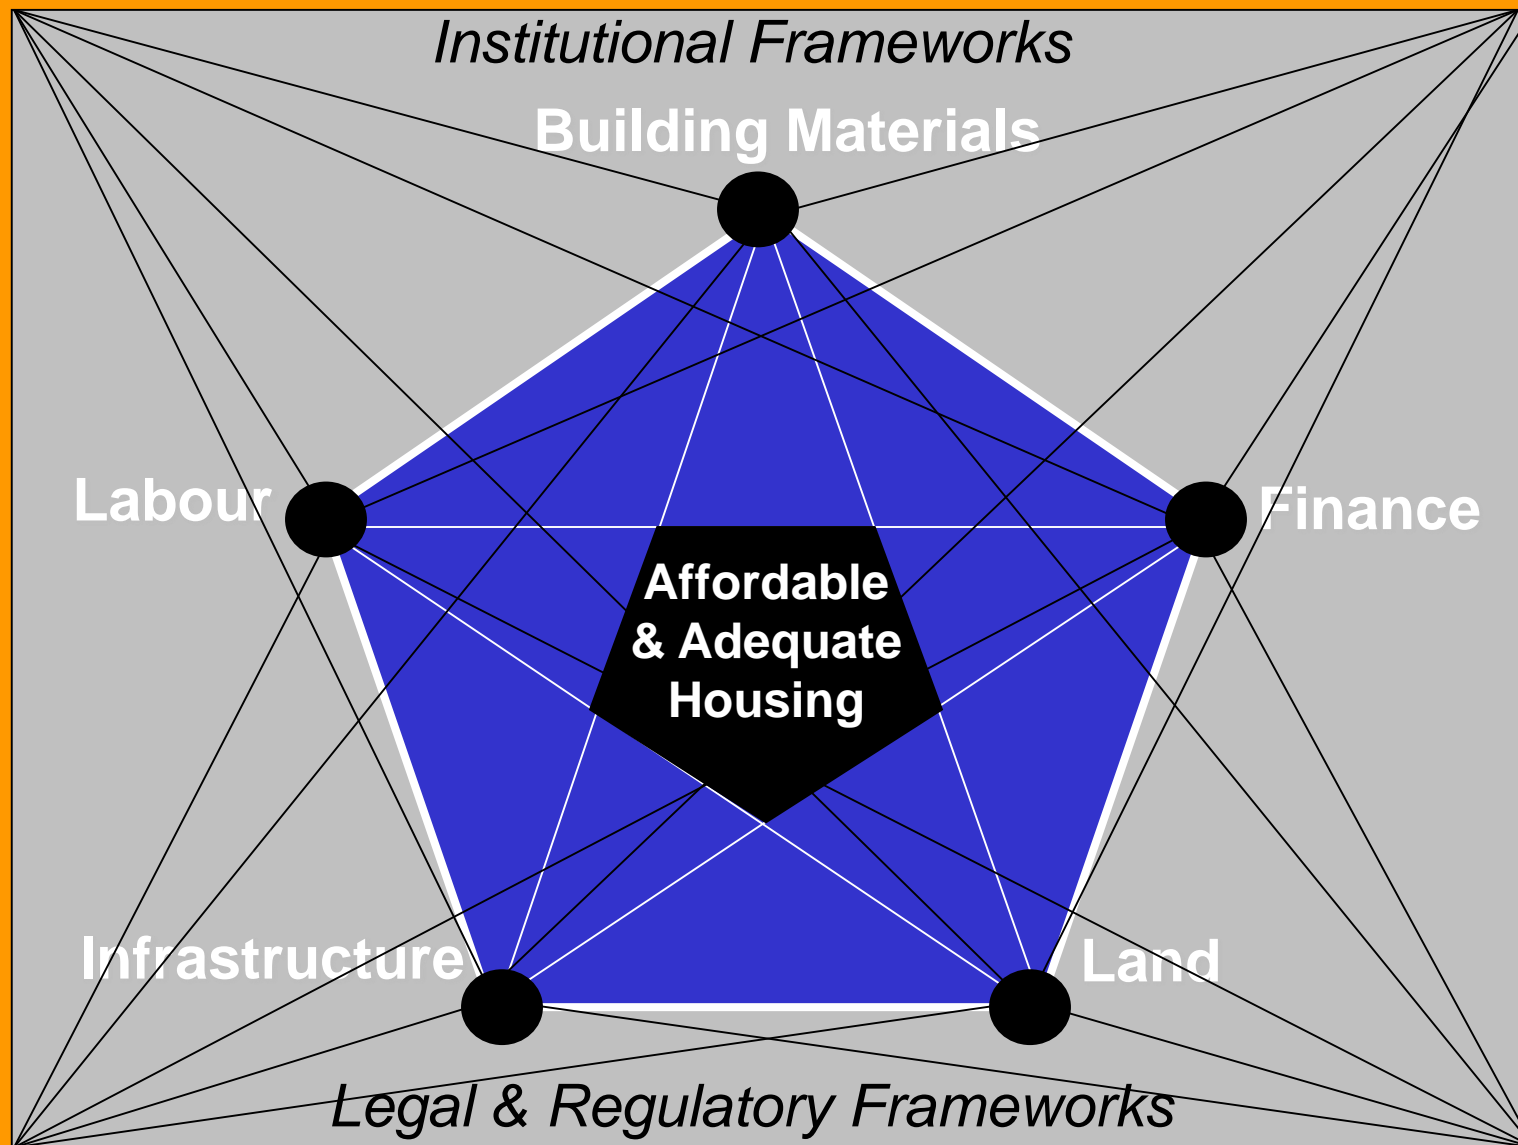 Institutional Frameworks
Building Materials
Labour
Finance
Affordable
& Adequate
Housing
Infrastructure
Land
Legal & Regulatory Frameworks